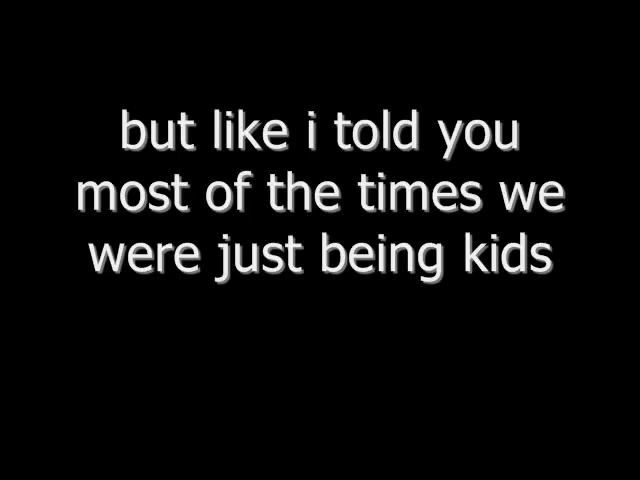 but like i told you
most of the times we
were just being kids